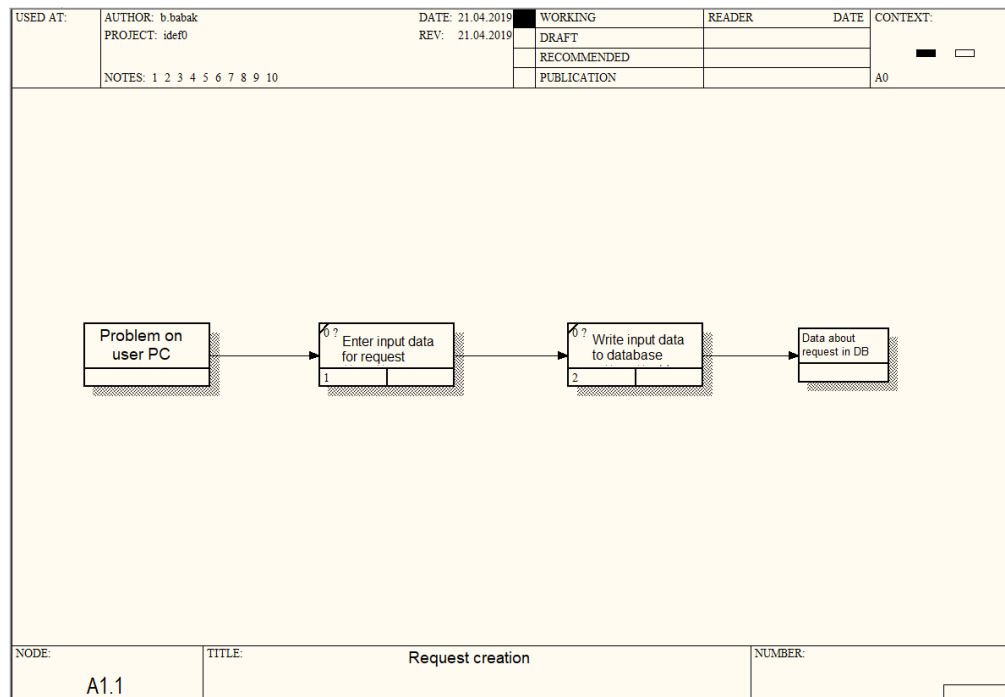 USED AT:
AUTHOR: b.babak
DATE: 21.04.2019
WORKING
READER
DATE
CONTEXT:
PROJECT: idef0
REV: 21.04.2019
DRAFT
RECOMMENDED
NOTES: 1 2 3 4 5 6 7 8 9 10
PUBLICATION
A0
Problem on
user PC
0 ?
Enter input data
for request
1
0 ?
Write input data
to database
2
Data about
request in DB
NODE:
A1.1
TITLE:
Request creation
NUMBER: